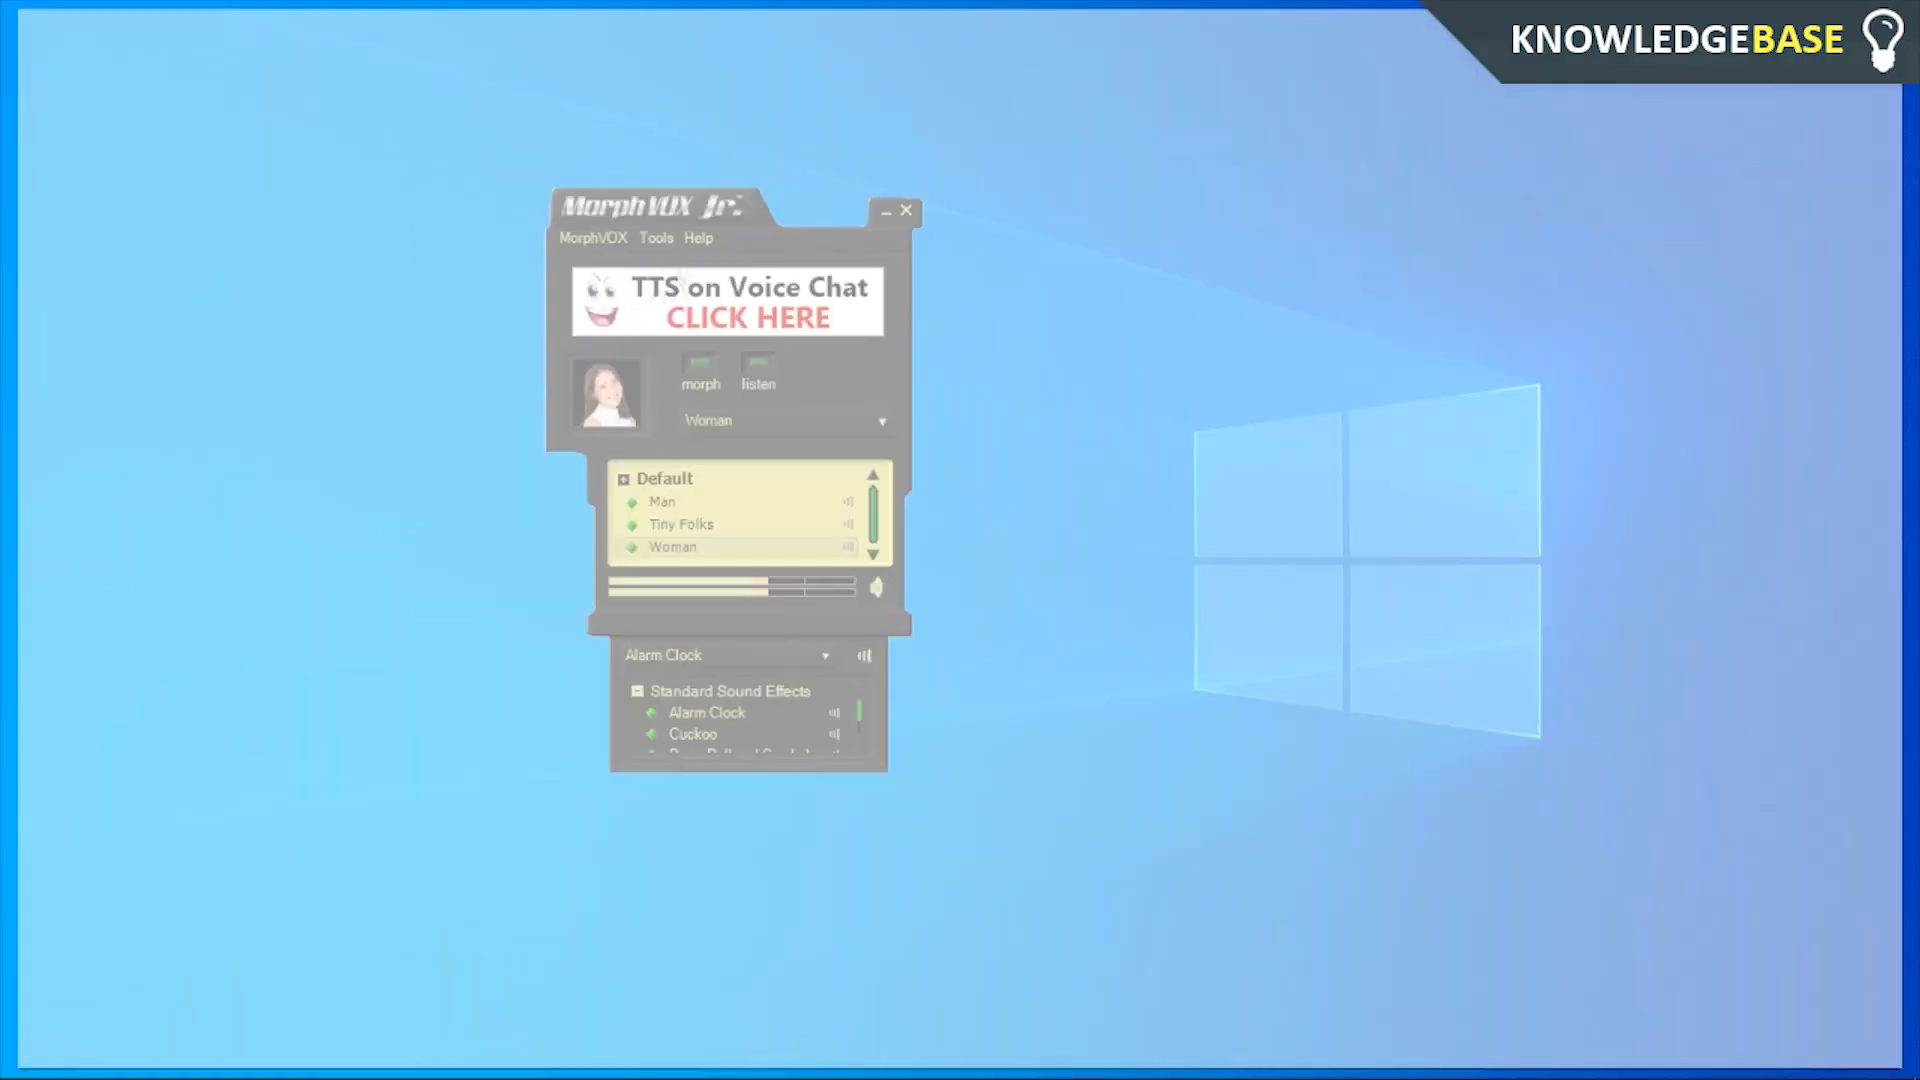 KNOWLEDGEBASE
MorphVOX Jr.™
MorphVOX Tools Help
TTS on Voice Chat
CLICK HERE
morph listen
Woman
Default
Man
Tiny Folks
Woman
Alarm Clock
Standard Sound Effects
Alarm Clock
Cuckoo